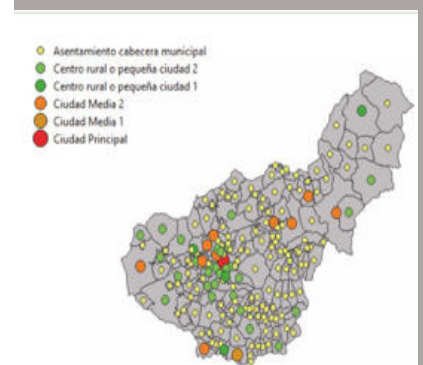 Asentamiento cabecera municipal
Centro rural o pequeña ciudad 2
Centro rural o pequeña ciudad 1
Ciudad Media 2
Ciudad Media 1
Ciudad Principal